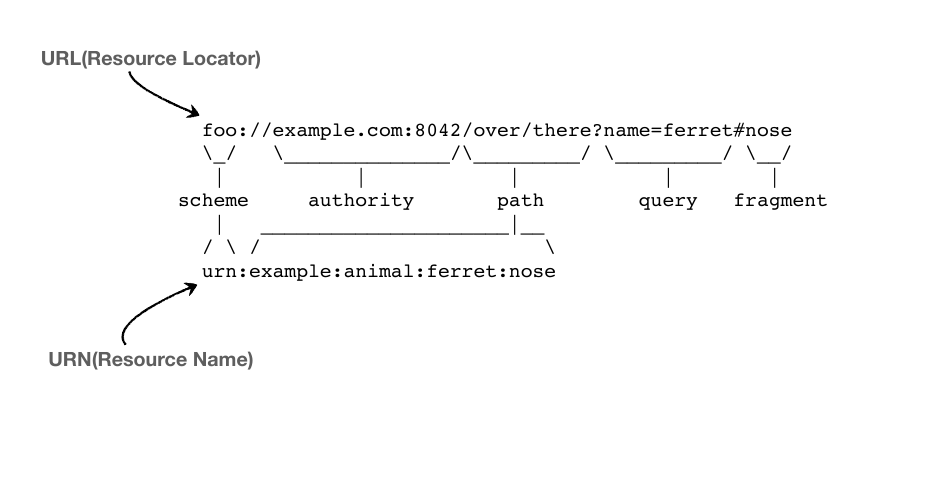 URL(Resource Locator)
foo://example.com:8042/over/there?name=ferret#nose
scheme authority path query fragment
urn:example:animal:ferret:nose
URN(Resource Name)